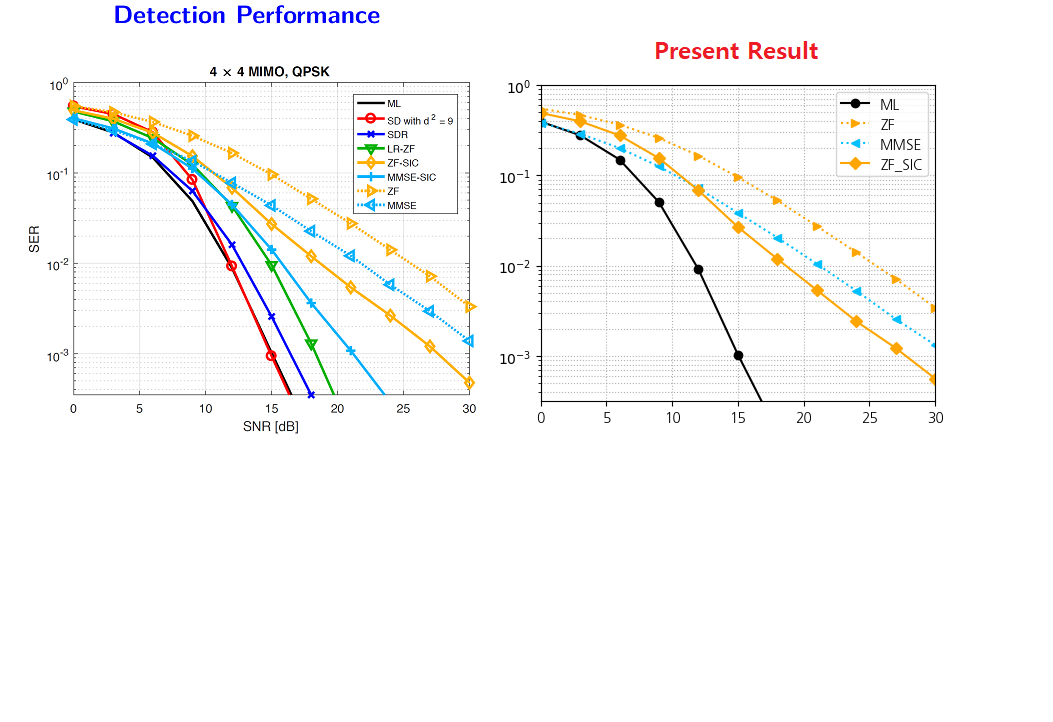 Detection Performance
4 × 4 MIMO, QPSK
10^0
10^-1
10^-2
10^-3
SER
0 5 10 15 20 25 30
SNR [dB]
ML
SD with d^2 = 9
SDR
LR-ZF
ZF-SIC
MMSE-SIC
ZF
MMSE
Present Result
10^0
10^-1
10^-2
10^-3
0 5 10 15 20 25 30
ML
ZF
MMSE
ZF_SIC